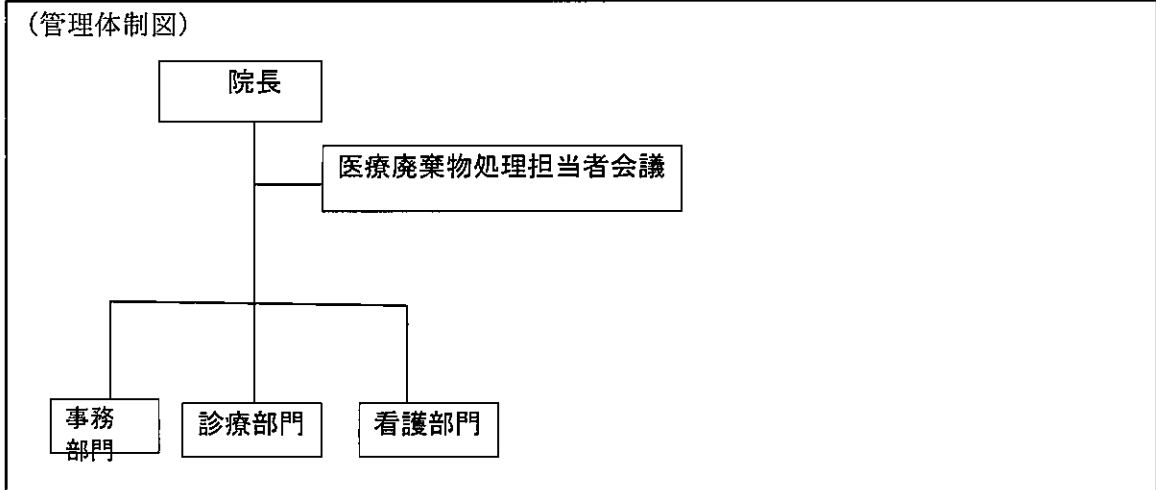 (管理体制図)
院長
医療廃棄物処理担当者会議
事務
部門
診療部門
看護部門